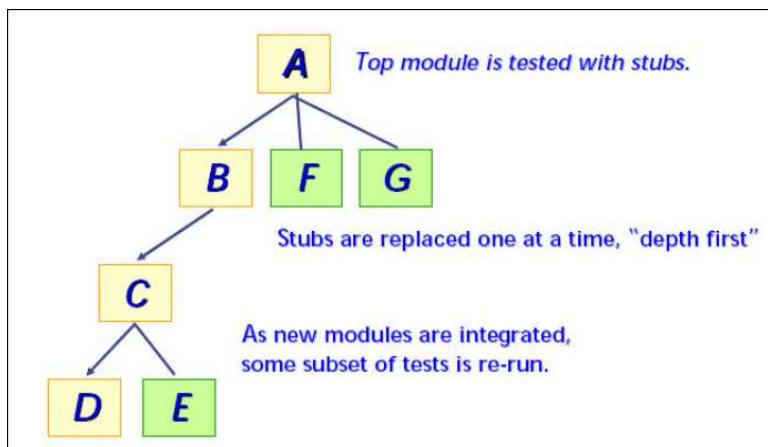 A Top module is tested with stubs.
B F G
Stubs are replaced one at a time, “depth first”
C
As new modules are integrated,
some subset of tests is re-run.
D E